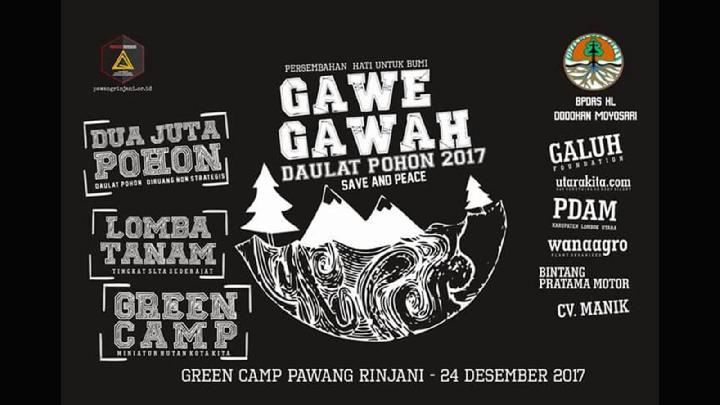 pawangrinjani.or.id
DUA JUTA
POHON
DAULAT POHON DIRUANG NON STRATEGIS
LOMBA
TANAM
TINGKAT SLTA SEDERAJAT
GREEN
CAMP
MINIATUR HUTAN KOTA KITA
PERSEMBAHAN HATI UNTUK BUMI
GAWE
GAWAH
DAULAT POHON 2017
SAVE AND PEACE
BPDAS HL
DODOKAN MOYOSARI
GALUH
FOUNDATION
utarakita.com
PDAM
KABUPATEN LOMBOK UTARA
wanaagro
PLANT ORGANIZER
BINTANG
PRATAMA MOTOR
CV. MANIK
GREEN CAMP PAWANG RINJANI - 24 DESEMBER 2017